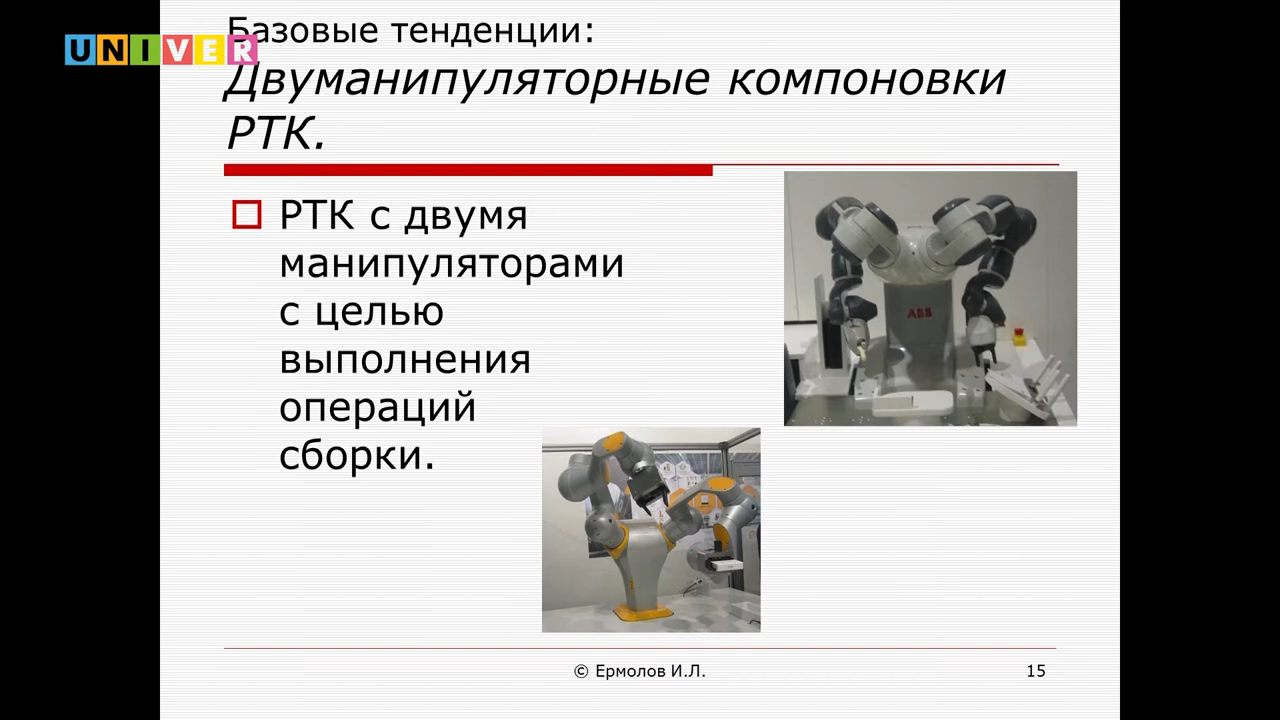 Базовые тенденции:
UNIVER
Двуманипуляторные компоновки
РТК.
РТК с двумя
манипуляторами
с целью
выполнения
операций
сборки.
ABB
© Ермолов И.Л.
15